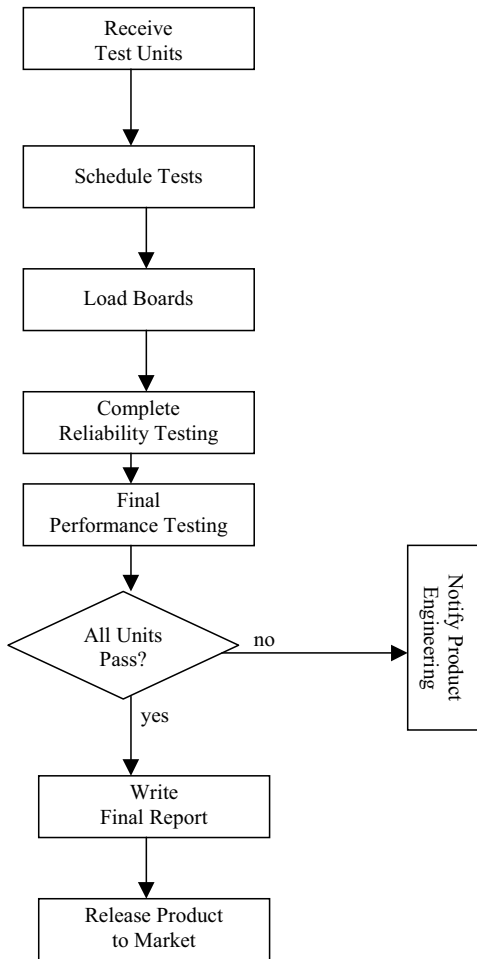 Receive
Test Units
Schedule Tests
Load Boards
Complete
Reliability Testing
Final
Performance Testing
All Units
Pass?
no
Notify Product
Engineering
yes
Write
Final Report
Release Product
to Market